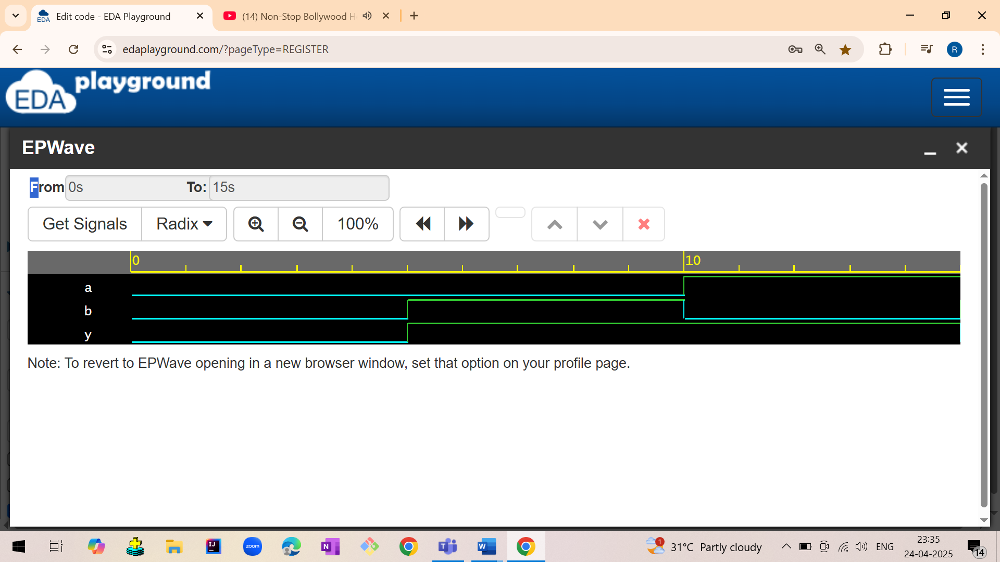 Edit code - EDA Playground
(14) Non-Stop Bollywood H
edaplayground.com/?pageType=REGISTER
R
EDA playground
EPWave
From 0s To: 15s
Get Signals Radix 100%
0 10
a
b
y
Note: To revert to EPWave opening in a new browser window, set that option on your profile page.
1 31°C Partly cloudy ENG 23:35
24-04-2025 14